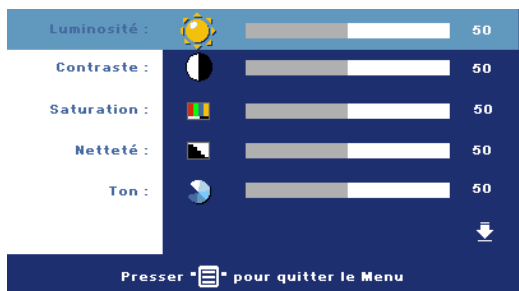 Luminosité : 50
Contraste : 50
Saturation : 50
Netteté : 50
Ton : 50
Presser "" pour quitter le Menu